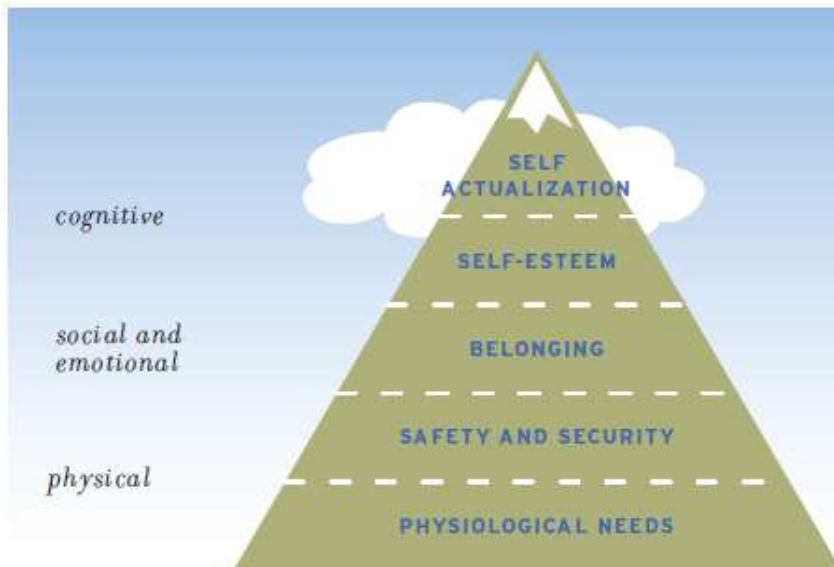 SELF
ACTUALIZATION
cognitive
SELF-ESTEEM
social and
emotional
BELONGING
SAFETY AND SECURITY
physical
PHYSIOLOGICAL NEEDS